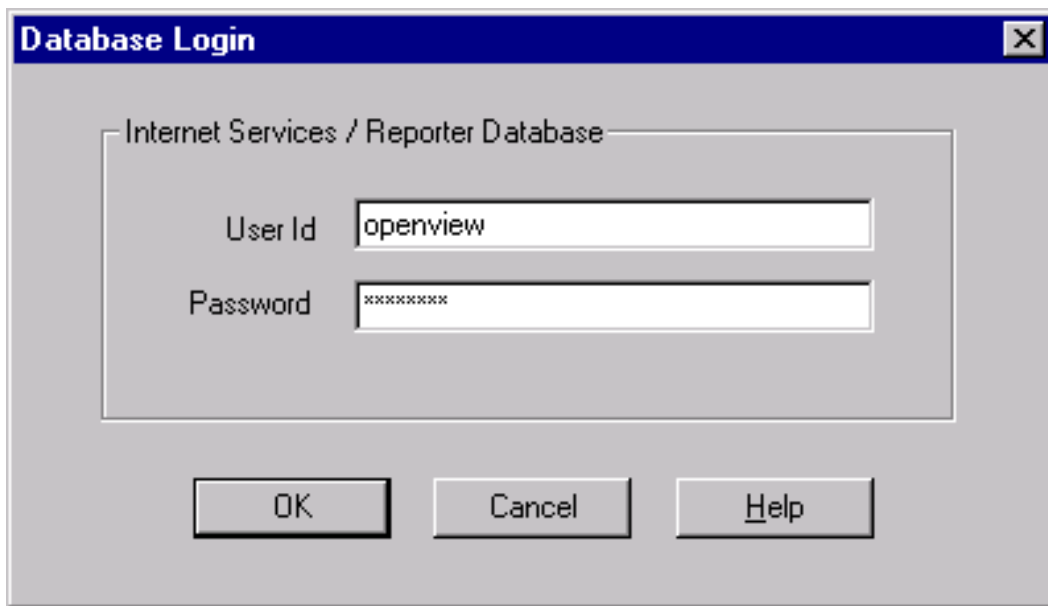 Database Login
Internet Services / Reporter Database
User Id openview
Password ××××××××
OK Cancel Help